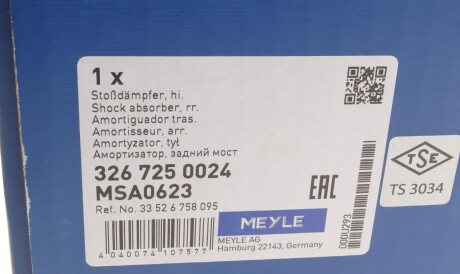 1 x
Stoßdämpfer, hi.
Shock absorber, rr.
Amortiguador tras.
Amortisseur, arr.
Amortyzator, tył
Амортизатор, задний мост
326 725 0024
MSA0623
Ref. No. 33 52 6 758 095
EAC
MEYLE
MEYLE AG
Hamburg 22143, Germany
4 040074 107577
000U293
TSE
TS 3034